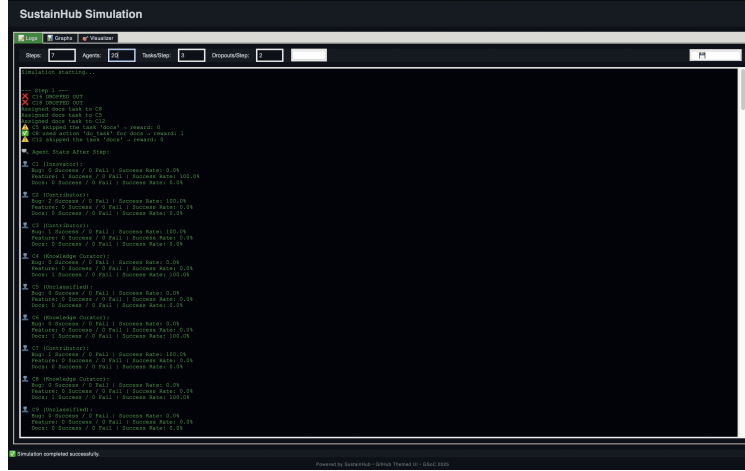 SustainHub Simulation
Logs Graphs Visualizer
Steps: 7 Agents: 20 Tasks/Step: 3 Dropouts/Step: 2
Simulation starting...
--- Step 1 ---
❌ C16 DROPPED OUT
❌ C18 DROPPED OUT
Assigned docs task to C8
Assigned docs task to C5
Assigned docs task to C12
⚠️ C5 skipped the task 'docs' → reward: 0
✅ C8 used action 'do_task' for docs → reward: 1
⚠️ C12 skipped the task 'docs' → reward: 0
Agent Stats After Step:
C1 (Innovator):
Bug: 0 Success / 0 Fail | Success Rate: 0.0%
Feature: 1 Success / 0 Fail | Success Rate: 100.0%
Docs: 0 Success / 0 Fail | Success Rate: 0.0%
C2 (Contributor):
Bug: 2 Success / 0 Fail | Success Rate: 100.0%
Feature: 0 Success / 0 Fail | Success Rate: 0.0%
Docs: 0 Success / 0 Fail | Success Rate: 0.0%
C3 (Contributor):
Bug: 1 Success / 0 Fail | Success Rate: 100.0%
Feature: 0 Success / 0 Fail | Success Rate: 0.0%
Docs: 0 Success / 0 Fail | Success Rate: 0.0%
C4 (Knowledge Curator):
Bug: 0 Success / 0 Fail | Success Rate: 0.0%
Feature: 0 Success / 0 Fail | Success Rate: 0.0%
Docs: 1 Success / 0 Fail | Success Rate: 100.0%
C5 (Unclassified):
Bug: 0 Success / 0 Fail | Success Rate: 0.0%
Feature: 0 Success / 0 Fail | Success Rate: 0.0%
Docs: 0 Success / 0 Fail | Success Rate: 0.0%
C6 (Knowledge Curator):
Bug: 0 Success / 0 Fail | Success Rate: 0.0%
Feature: 0 Success / 0 Fail | Success Rate: 0.0%
Docs: 1 Success / 0 Fail | Success Rate: 100.0%
C7 (Contributor):
Bug: 1 Success / 0 Fail | Success Rate: 100.0%
Feature: 0 Success / 0 Fail | Success Rate: 0.0%
Docs: 0 Success / 0 Fail | Success Rate: 0.0%
C8 (Knowledge Curator):
Bug: 0 Success / 0 Fail | Success Rate: 0.0%
Feature: 0 Success / 0 Fail | Success Rate: 0.0%
Docs: 1 Success / 0 Fail | Success Rate: 100.0%
C9 (Unclassified):
Bug: 0 Success / 0 Fail | Success Rate: 0.0%
Feature: 0 Success / 0 Fail | Success Rate: 0.0%
Docs: 0 Success / 0 Fail | Success Rate: 0.0%
✅ Simulation completed successfully.
Powered by SustainHub • GitHub Themed UI • GSoC 2025